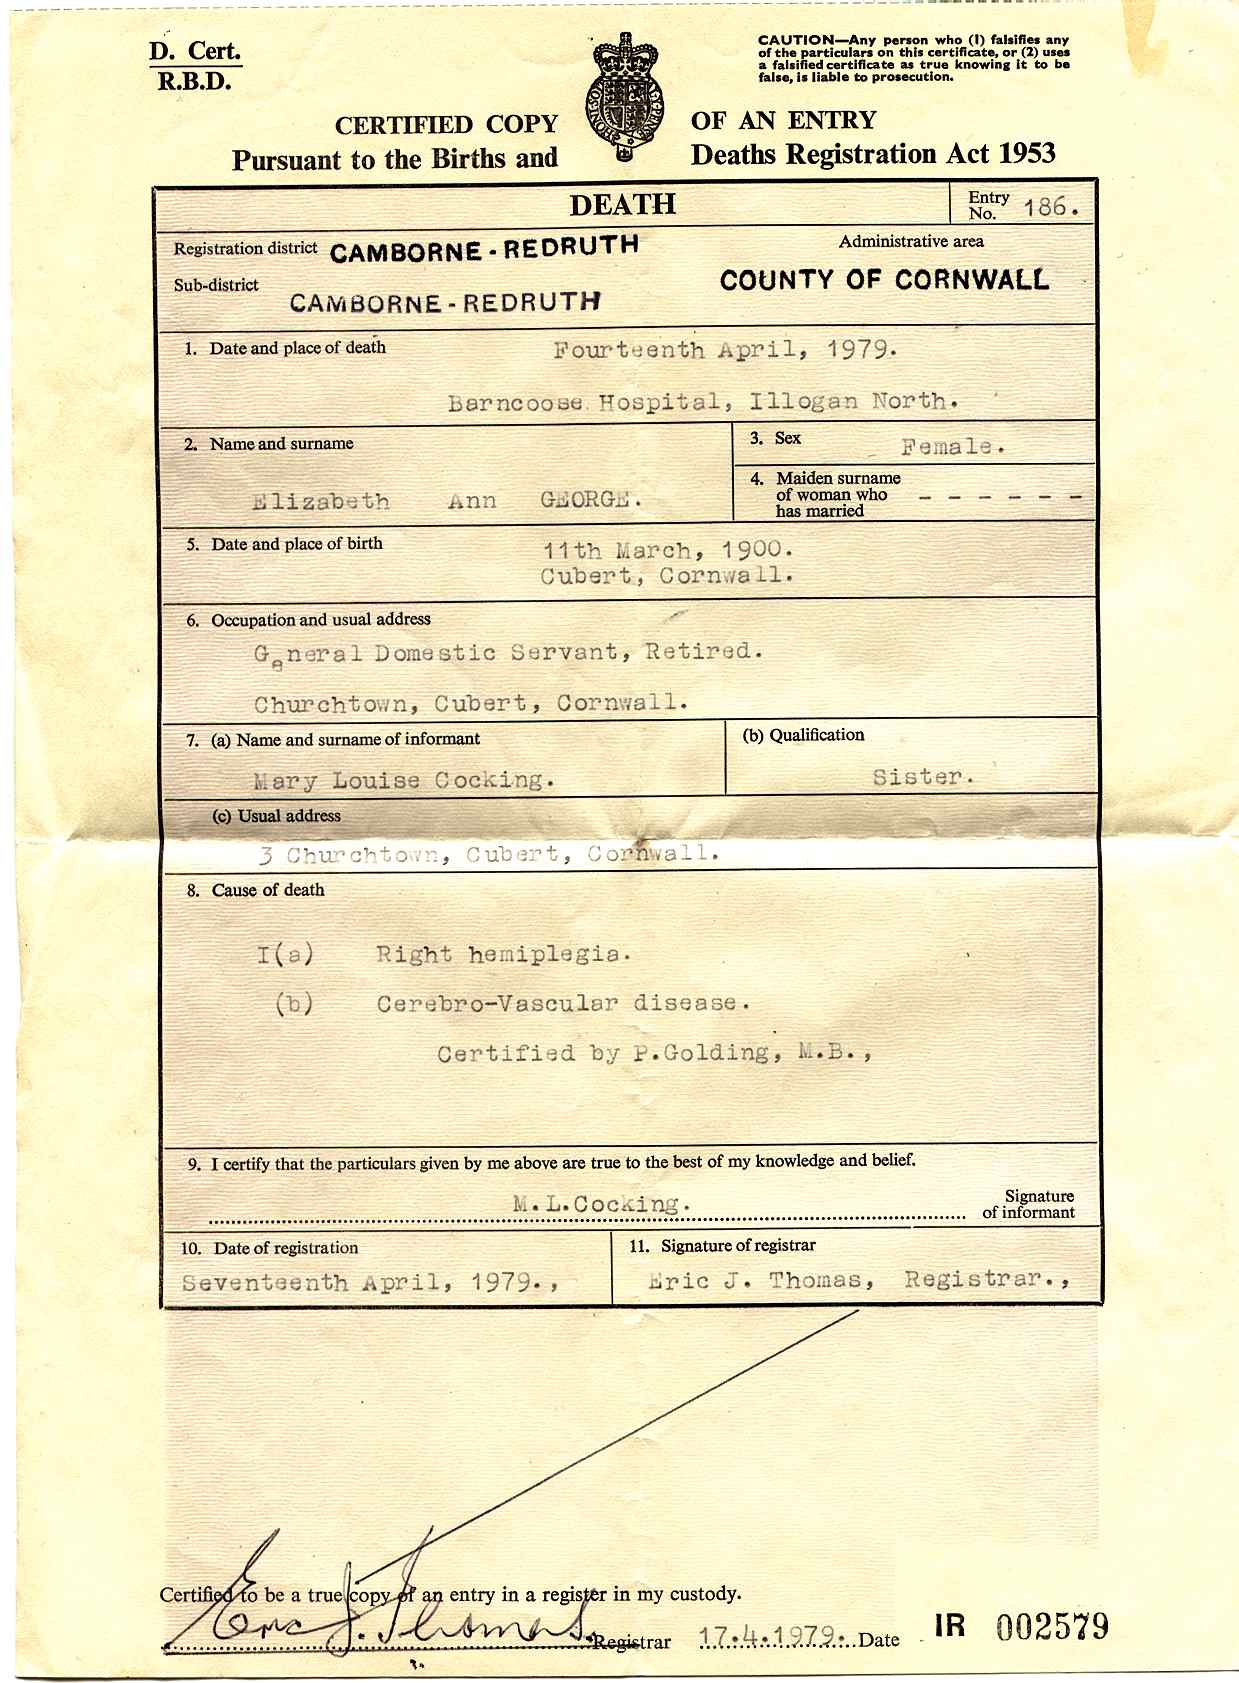 D. Cert.
R.B.D.
CAUTION—Any person who (1) falsifies any
of the particulars on this certificate, or (2) uses
a falsified certificate as true knowing it to be
false, is liable to prosecution.
CERTIFIED COPY OF AN ENTRY
Pursuant to the Births and Deaths Registration Act 1953
DEATH
Entry No. 186.
Registration district CAMBORNE - REDRUTH
Administrative area
Sub-district
CAMBORNE - REDRUTH
COUNTY OF CORNWALL
1. Date and place of death Fourteenth April, 1979.
Barncoose Hospital, Illogan North.
2. Name and surname
Elizabeth Ann GEORGE.
3. Sex Female.
4. Maiden surname
of woman who
has married
– – – – – –
5. Date and place of birth 11th March, 1900.
Cubert, Cornwall.
6. Occupation and usual address
General Domestic Servant, Retired.
Churchtown, Cubert, Cornwall.
7. (a) Name and surname of informant
Mary Louise Cocking.
(b) Qualification
Sister.
(c) Usual address
3 Churchtown, Cubert, Cornwall.
8. Cause of death
I(a) Right hemiplegia.
(b) Cerebro-Vascular disease.
Certified by P.Golding, M.B.,
9. I certify that the particulars given by me above are true to the best of my knowledge and belief.
M.L.Cocking.
Signature
of informant
10. Date of registration
Seventeenth April, 1979.,
11. Signature of registrar
Eric J. Thomas, Registrar.,
Certified to be a true copy of an entry in a register in my custody.
Eric J. Thomas. Registrar 17.4.1979. Date
IR 002579